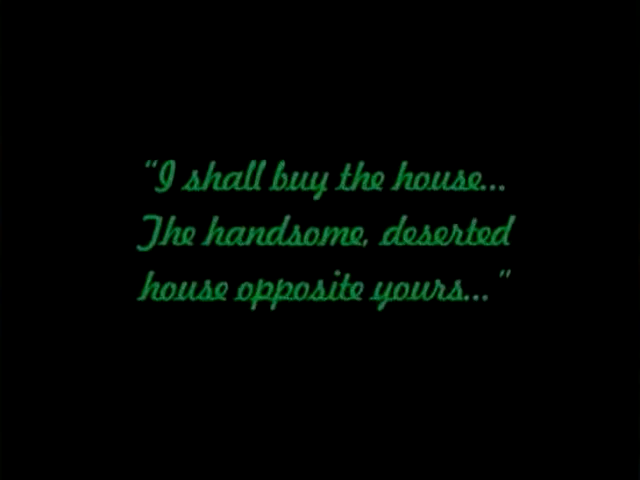 "I shall buy the house...
The handsome, deserted
house opposite yours..."